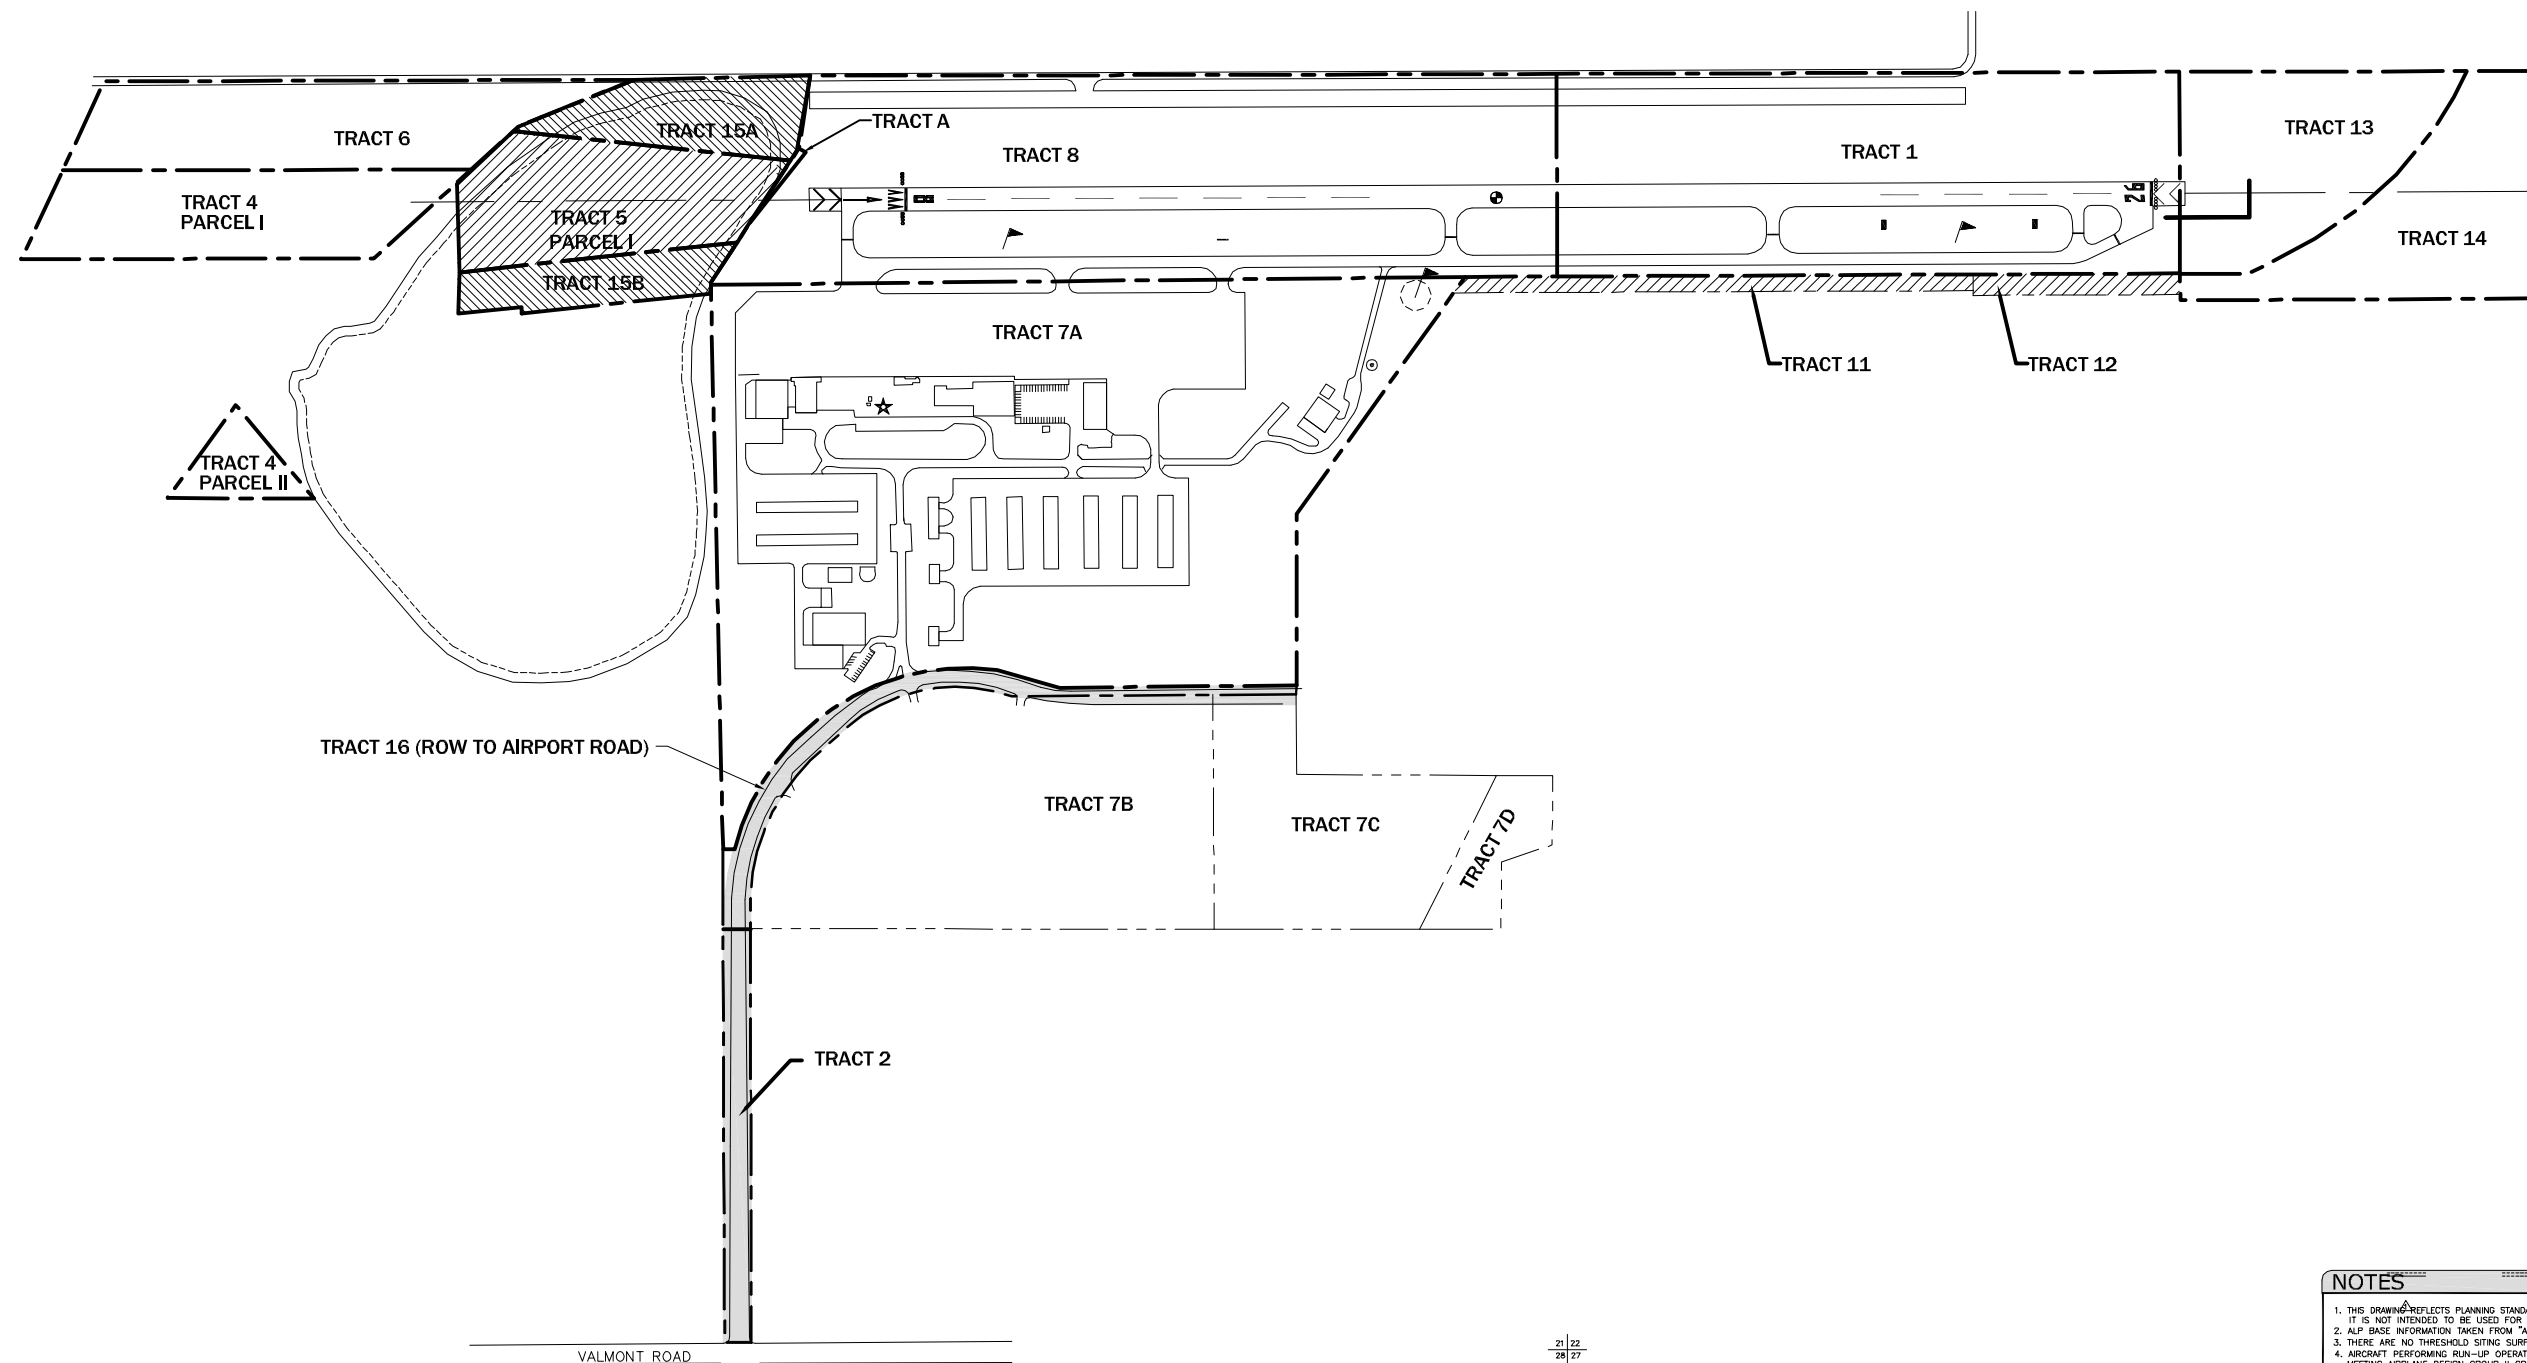 TRACT 6
TRACT 15A
TRACT A
TRACT 8
TRACT 1
TRACT 13
TRACT 4
PARCEL I
TRACT 5
PARCEL I
26
TRACT 14
TRACT 15B
TRACT 7A
TRACT 11
TRACT 12
TRACT 4
PARCEL II
TRACT 16 (ROW TO AIRPORT ROAD)
TRACT 7B
TRACT 7C
TRACT 7D
TRACT 2
VALMONT ROAD
21 22
28 27
NOTES
1. THIS DRAWING REFLECTS PLANNING
IT IS NOT INTENDED TO BE USED FOR
2. ALP BASE INFORMATION TAKEN FROM
3. THERE ARE NO THRESHOLD SITING
4. AIRCRAFT PERFORMING RUN-UP